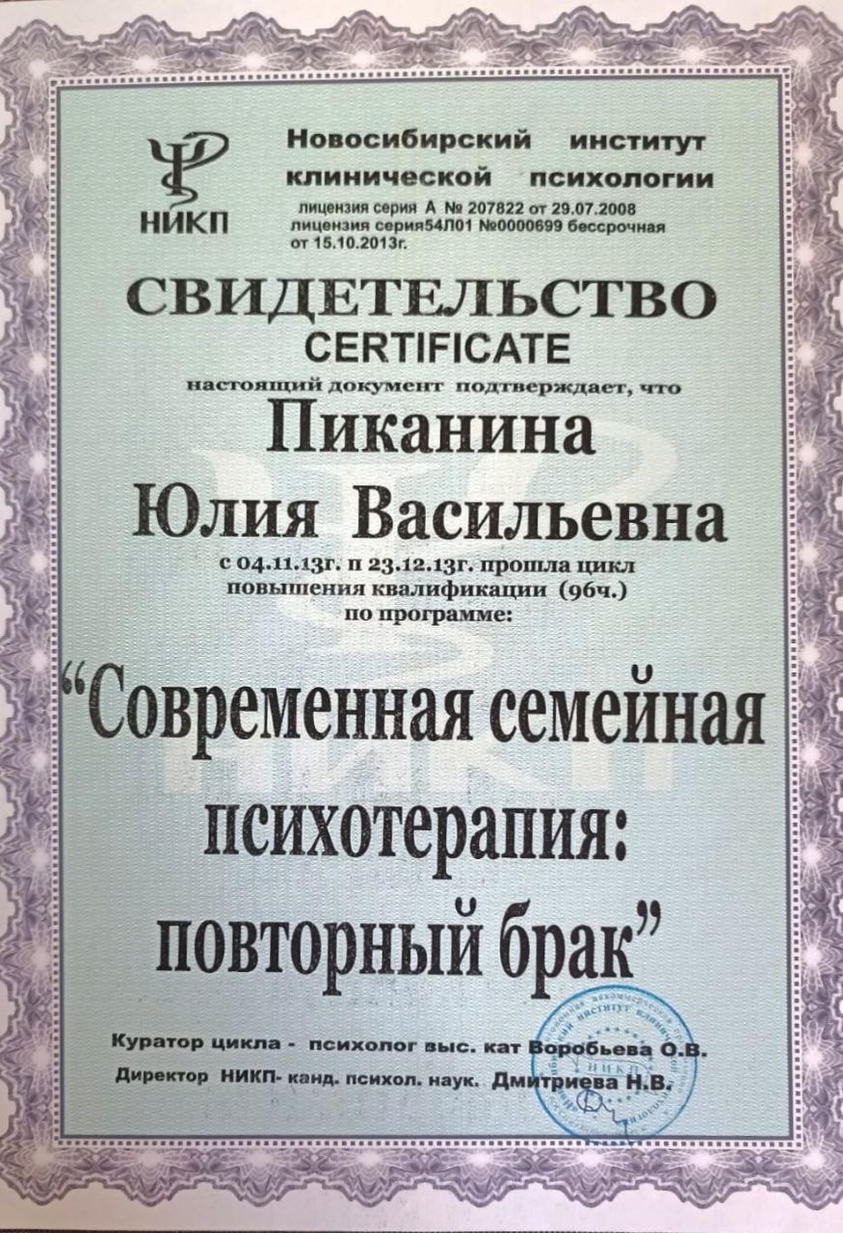 Новосибирский институт
клинической психологии
лицензия серия А № 207822 от 29.07.2008
лицензия серия54Л01 №0000699 бессрочная
от 15.10.2013г.
НИКП
СВИДЕТЕЛЬСТВО
CERTIFICATE
настоящий документ подтверждает, что
Пиканина
Юлия Васильевна
с 04.11.13г. п 23.12.13г. прошла цикл
повышения квалификации (96ч.)
по программе:
“Современная семейная
психотерапия:
повторный брак”
НИКП
Куратор цикла - психолог выс. кат Воробьева О.В.
Директор НИКП- канд. психол. наук. Дмитриева Н.В.
НИКП